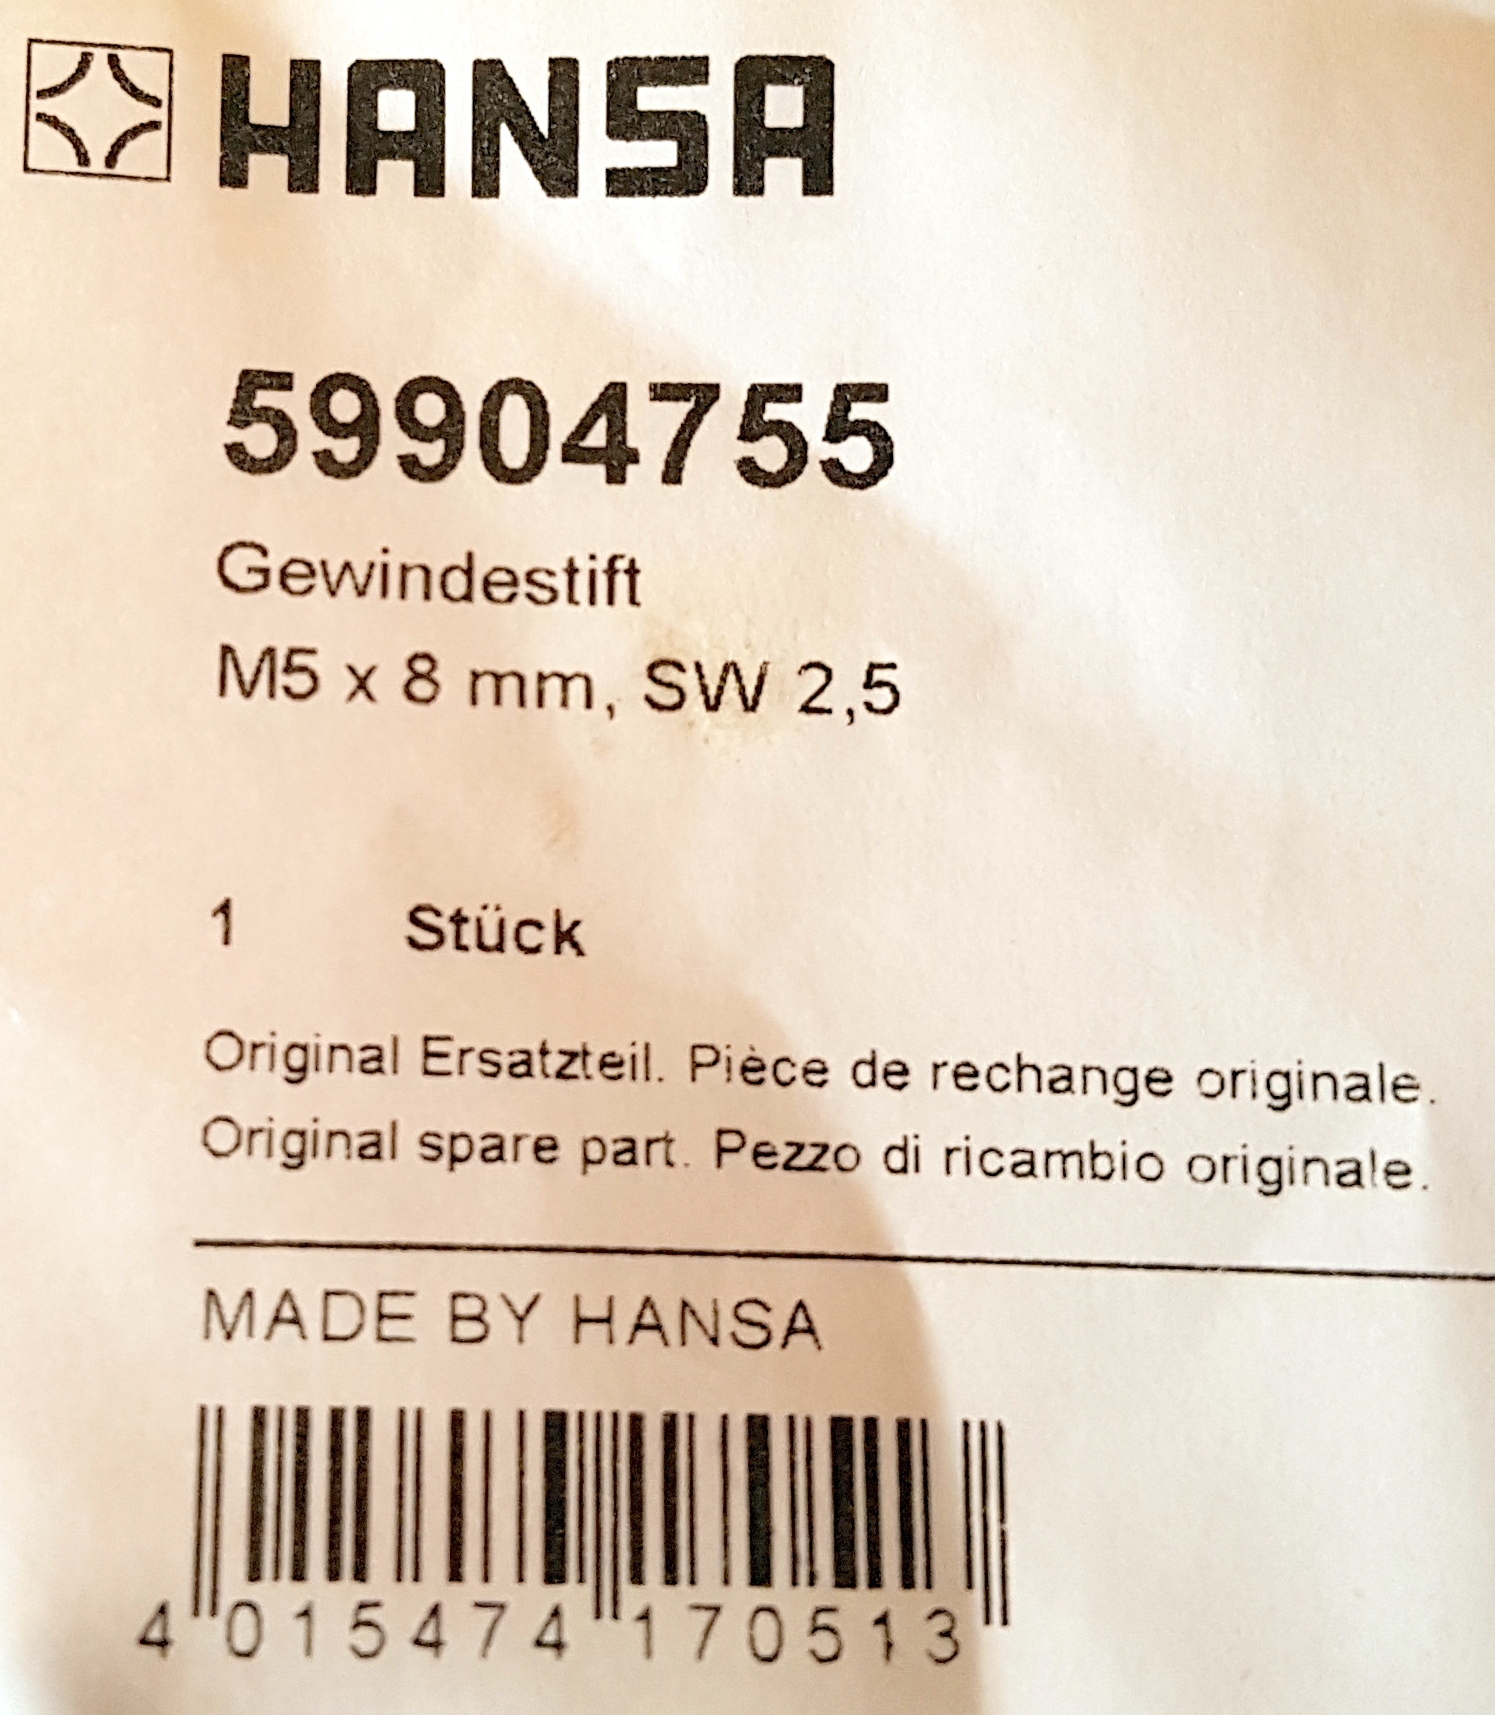 HANSA
59904755
Gewindestift
M5 x 8 mm, SW 2,5
1 Stück
Original Ersatzteil. Pièce de rechange originale.
Original spare part. Pezzo di ricambio originale.
MADE BY HANSA
4 015474 170513